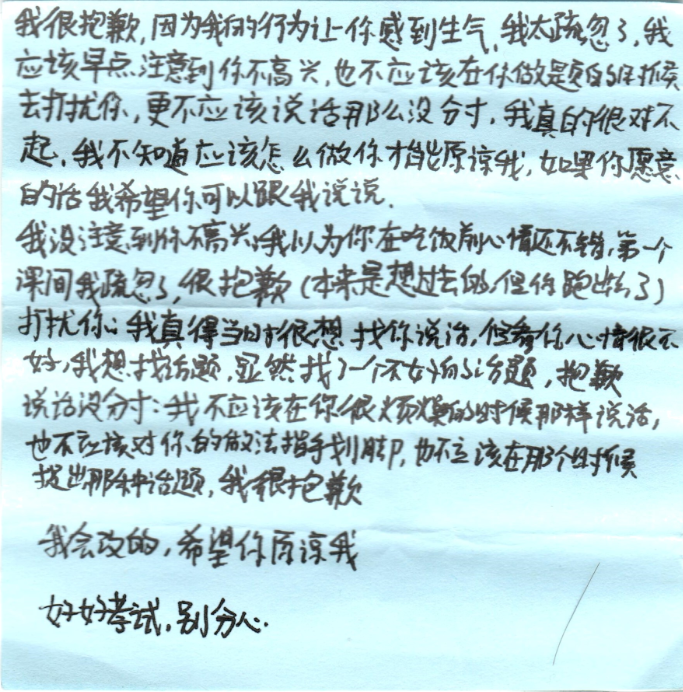 我很抱歉,因为我的行为让你感到生气,我太疏忽了,我
应该早点注意到你不高兴,也不应该在你做题的时候
去打扰你,更不应该说话那么没分寸,我真的很对不
起,我不知道应该怎么做你才能原谅我,如果你愿意
的话我希望你可以跟我说说.
我没注意到你不高兴:我以为你在吃饭前心情还不错,第一个
课间我疏忽了,很抱歉(本来是想过去的,但你跑出去了)
打扰你:我真得当时很想找你说话,但看你心情很不
好,我想找话题,显然找了一个不好的话题,抱歉
说话没分寸:我不应该在你很烦燥的时候那样说话,
也不应该对你的做法指手划脚,也不应该在那个时候
提出那种话题,我很抱歉
我会改的,希望你原谅我
好好考试,别分心.